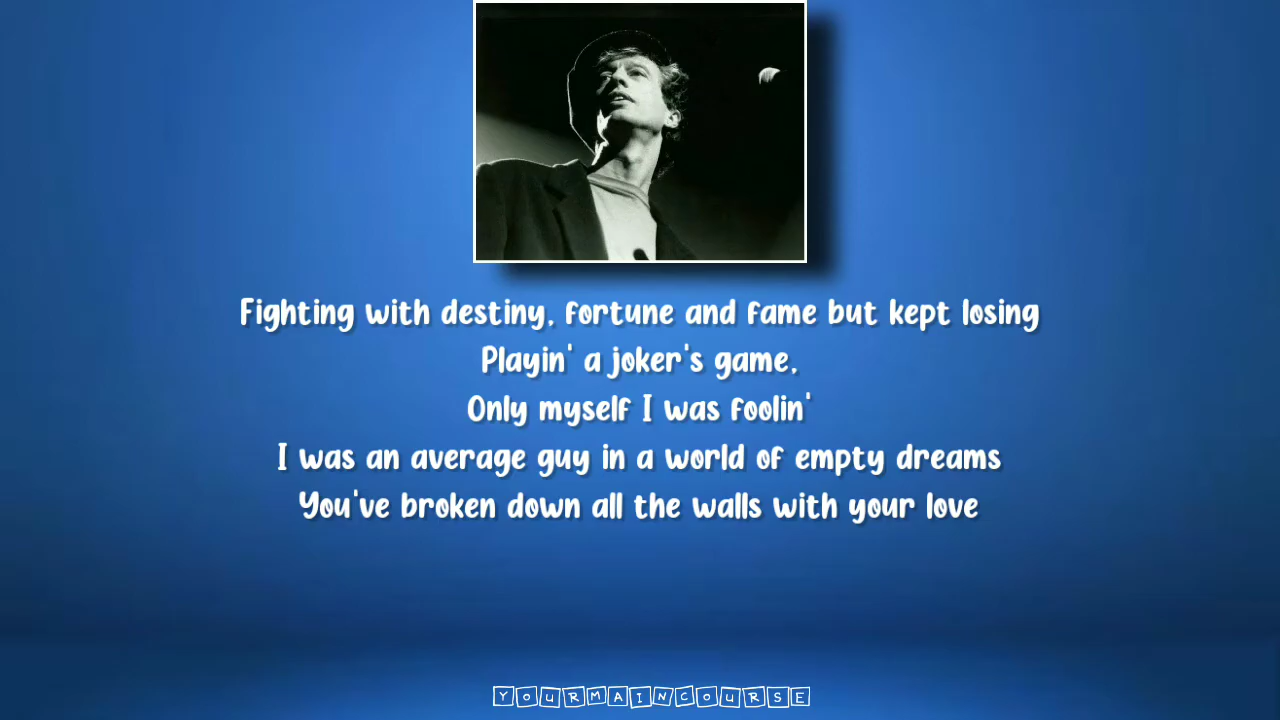 Fighting with destiny, fortune and fame but kept losing
Playin' a joker's game,
Only myself I was foolin'
I was an average guy in a world of empty dreams
You've broken down all the walls with your love
YOURMAINCOURSE